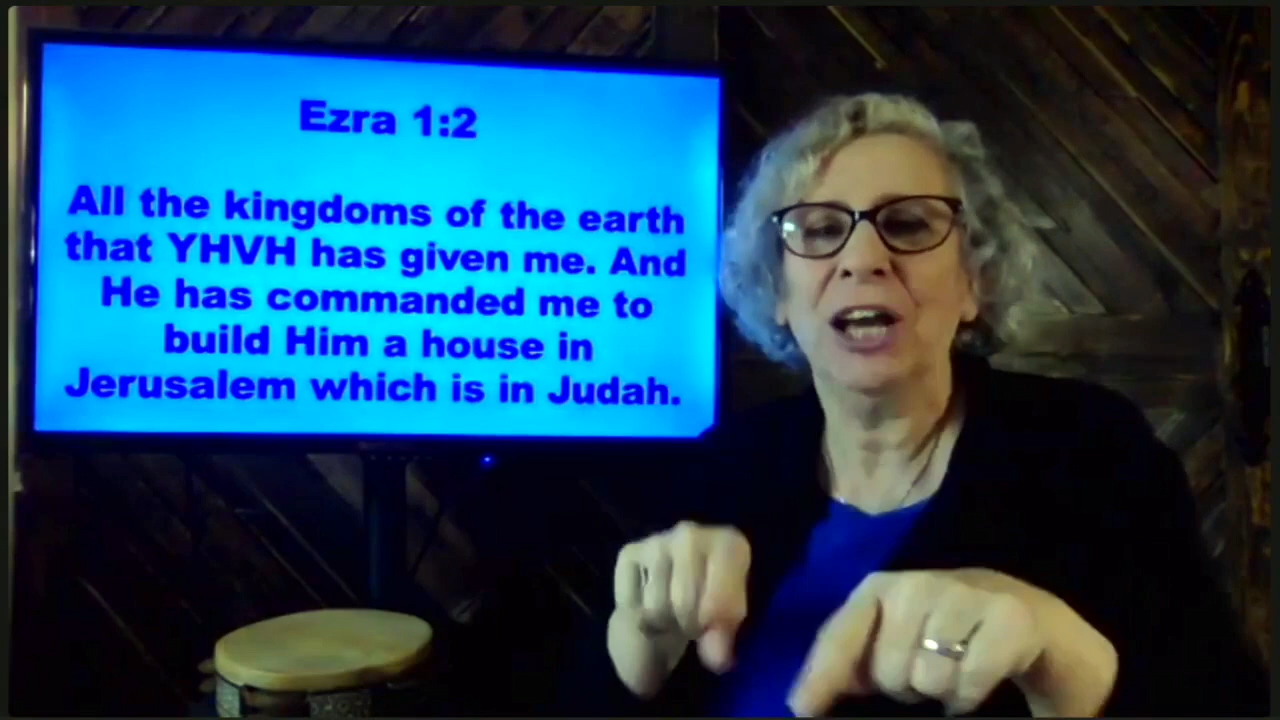 Ezra 1:2
All the kingdoms of the earth
that YHVH has given me. And
He has commanded me to
build Him a house in
Jerusalem which is in Judah.